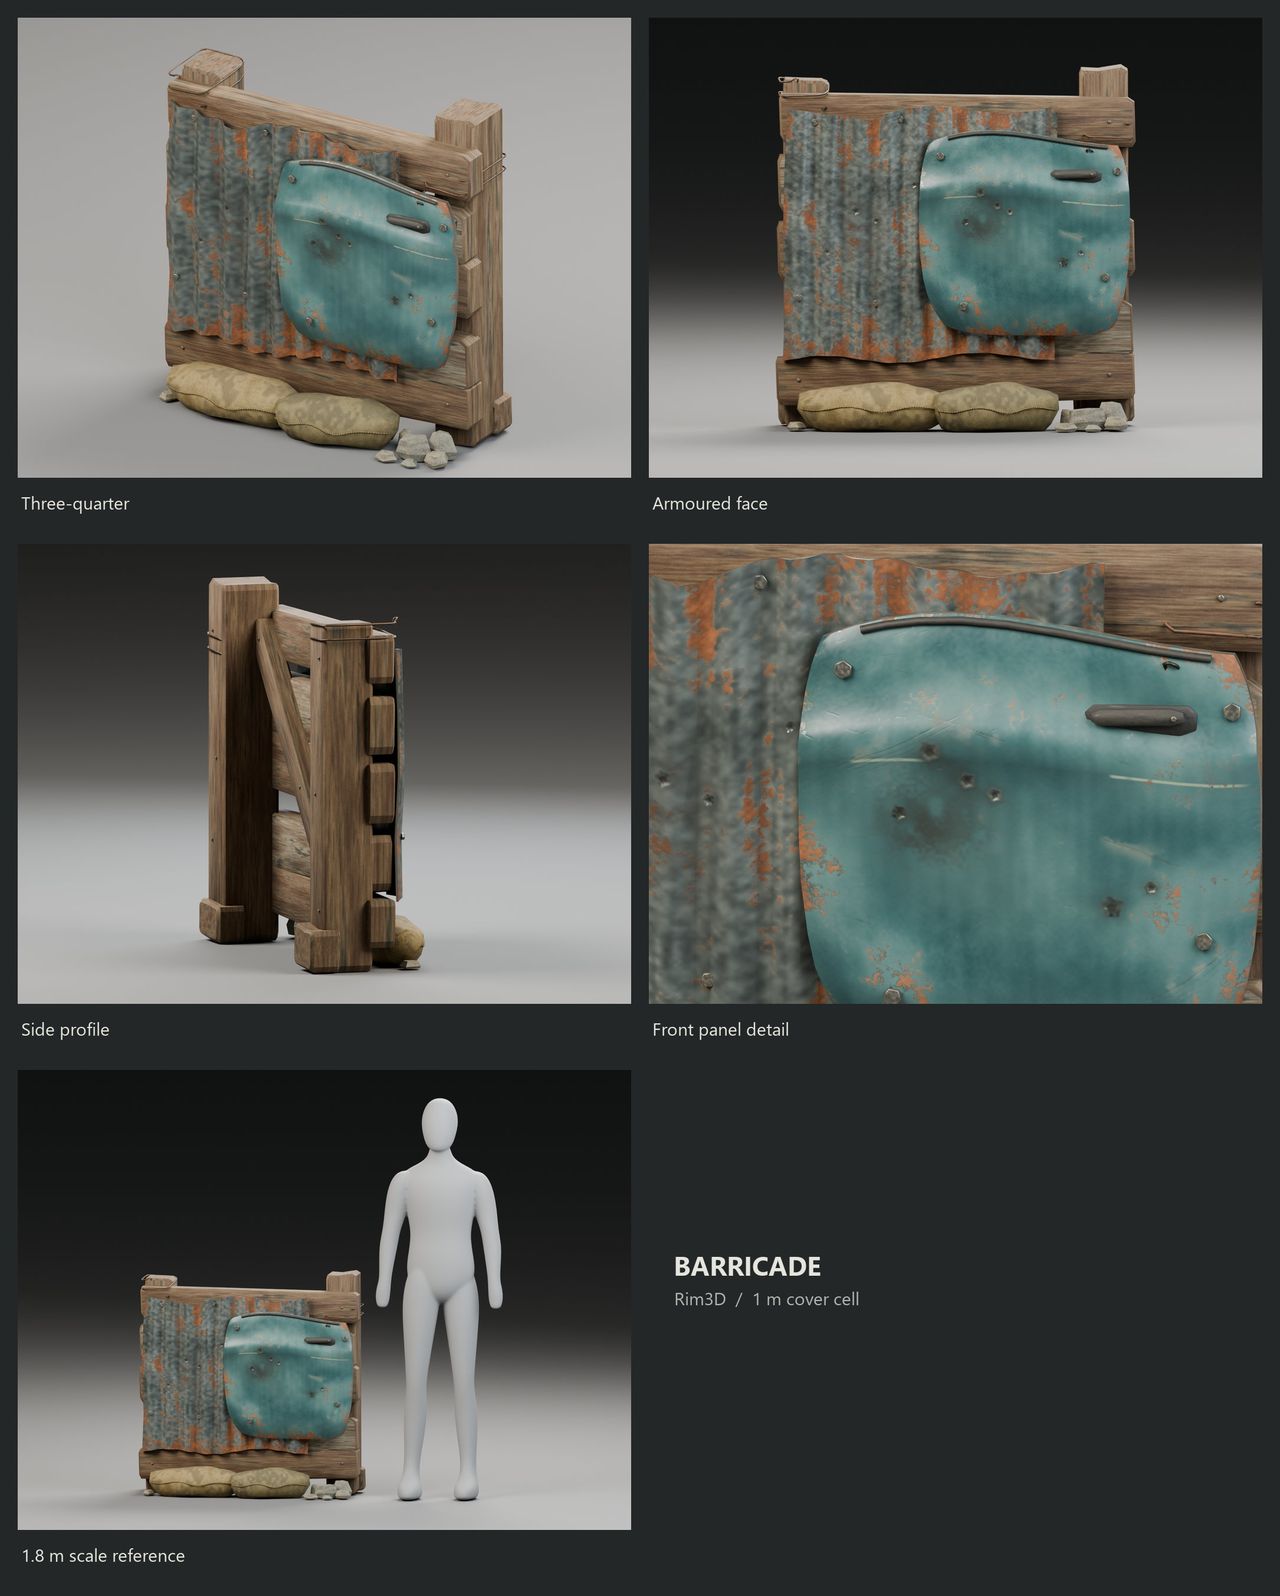 Three-quarter
Armoured face
Side profile
Front panel detail
BARRICADE
Rim3D / 1 m cover cell
1.8 m scale reference